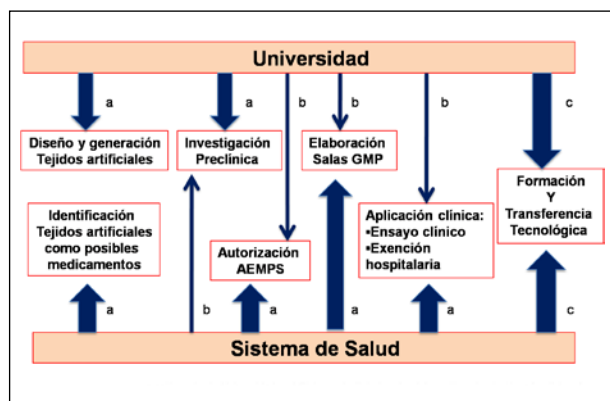 Universidad
a
a
b
b
b
c
Diseño y generación
Tejidos artificiales
Investigación
Preclínica
Elaboración
Salas GMP
Formación
Y
Transferencia
Tecnológica
Identificación
Tejidos artificiales
como posibles
medicamentos
Autorización
AEMPS
Aplicación clínica:
▪Ensayo clínico
▪Exención
hospitalaria
a
b
a
a
a
c
Sistema de Salud